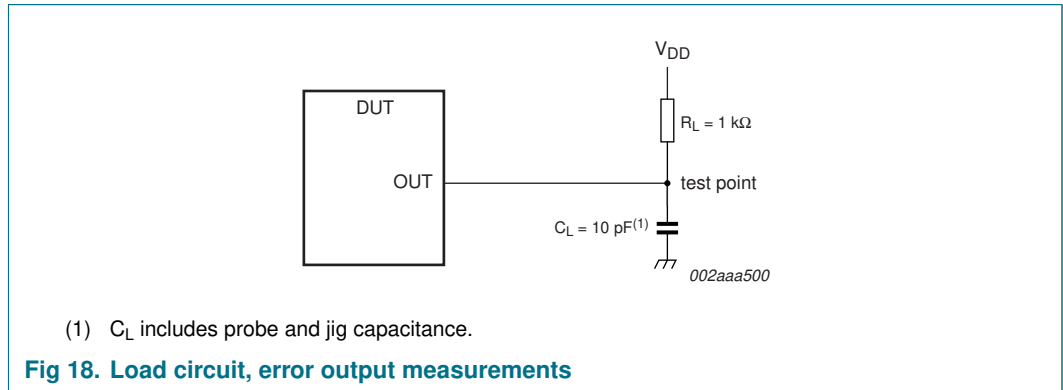 V_DD
DUT
R_L = 1 kΩ
OUT
test point
C_L = 10 pF(1)
002aaa500
(1) C_L includes probe and jig capacitance.
Fig 18. Load circuit, error output measurements